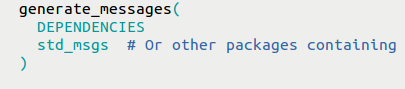 generate_messages(
DEPENDENCIES
std_msgs # Or other packages containing
)